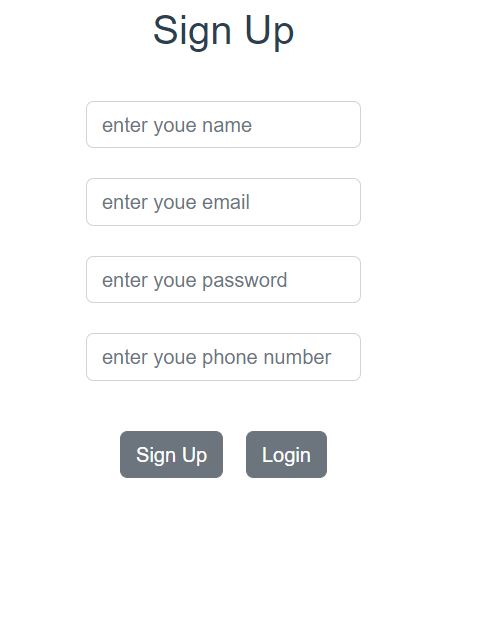 Sign Up
enter youe name
enter youe email
enter youe password
enter youe phone number
Sign Up Login